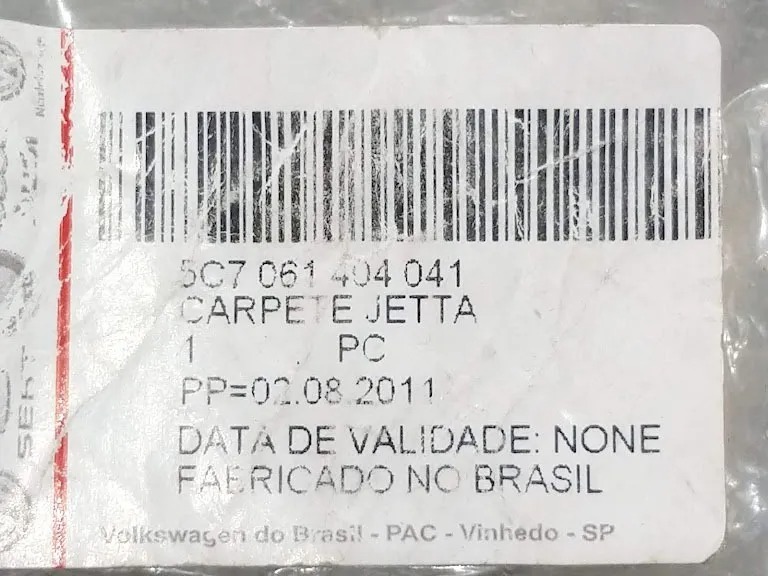 5C7 061 404 041
CARPETE JETTA
1 PC
PP=02.08.2011
DATA DE VALIDADE: NONE
FABRICADO NO BRASIL
Volkswagen do Brasil - PAC - Vinhedo - SP